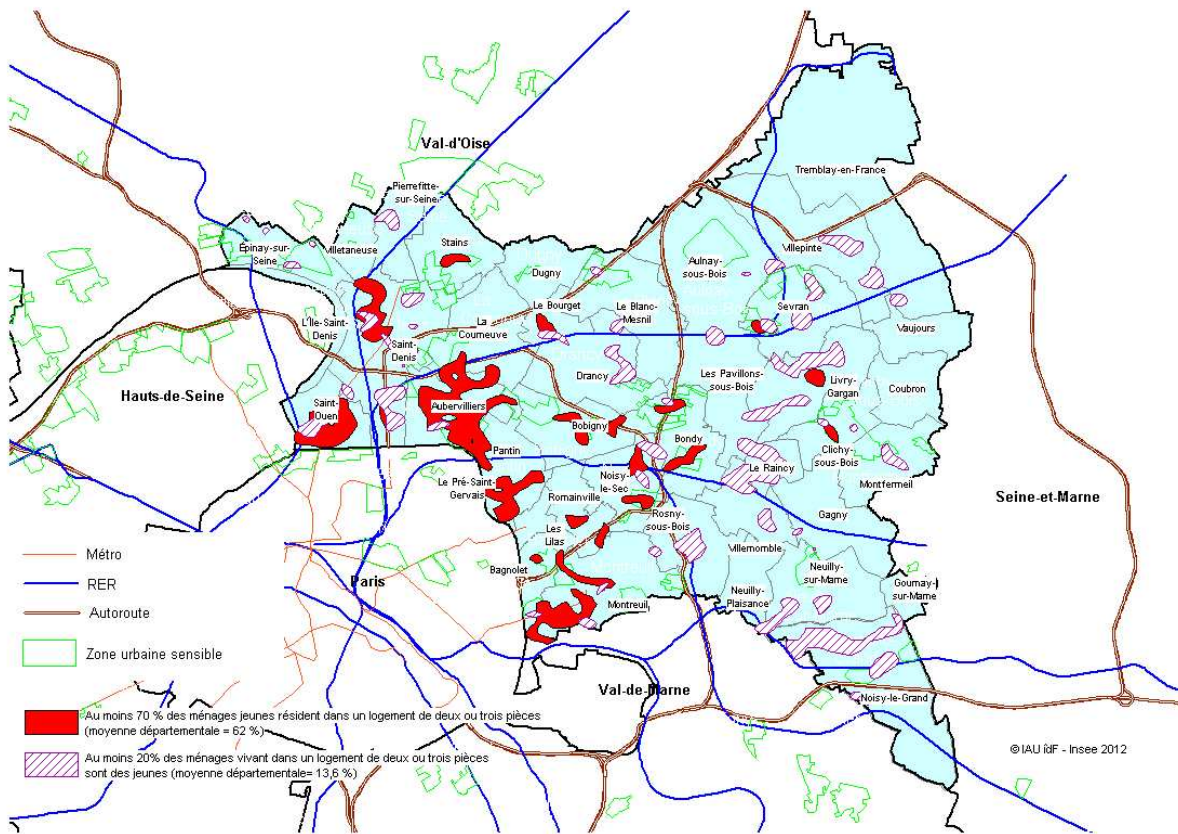 Val-d'Oise
Tremblay-en-France
Pierrefitte-
sur-Seine
Épinay-sur-
Seine
Villetaneuse
Stains
Dugny
Aulnay-
sous-Bois
Villepinte
Le Bourget
Le Blanc-
Mesnil
Sevran
Vaujours
L'Île-Saint-
Denis
Saint-
Denis
La
Courneuve
Drancy
Les Pavillons-
sous-Bois
Livry-
Gargan
Coubron
Hauts-de-Seine
Saint-
Ouen
Aubervilliers
Bobigny
Bondy
Clichy-
sous-Bois
Pantin
Noisy-
le-Sec
Le Raincy
Montfermeil
Le Pré-Saint-
Gervais
Romainville
Rosny-
sous-Bois
Gagny
Seine-et-Marne
Les
Lilas
Villemomble
Bagnolet
Neuilly-
sur-Marne
Gournay-
sur-Marne
Paris
Montreuil
Neuilly-
Plaisance
Val-de-Marne
Noisy-le-Grand
Métro
RER
Autoroute
Zone urbaine sensible
Au moins 70 % des ménages jeunes résident dans un logement de deux ou trois pièces
(moyenne départementale = 62 %)
Au moins 20% des ménages vivant dans un logement de deux ou trois pièces
sont des jeunes (moyenne départementale= 13,6 %)
© IAU îdF - Insee 2012